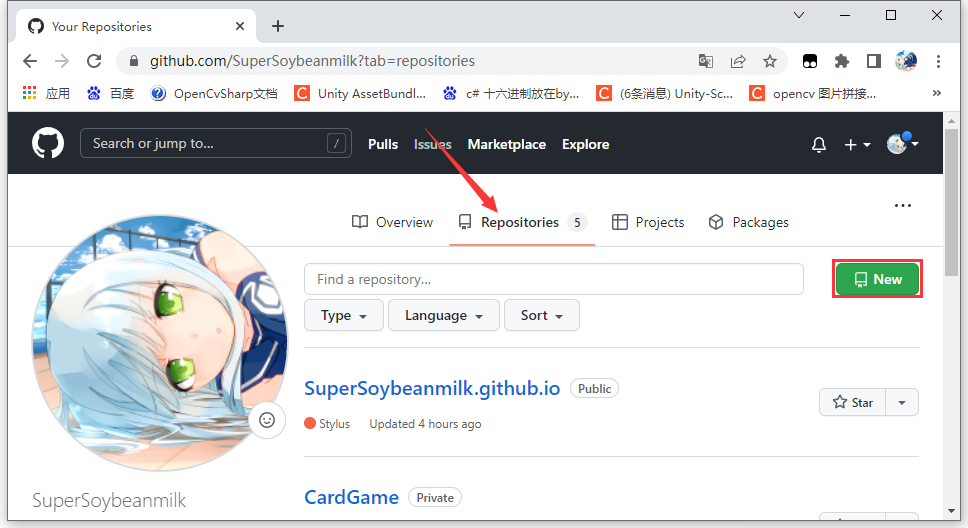 Your Repositories
github.com/SuperSoybeanmilk?tab=repositories
应用 百度 OpenCvSharp文档 Unity AssetBundl... c# 十六进制放在by... (6条消息) Unity-Sc... opencv 图片拼接... »
Search or jump to... / Pulls Issues Marketplace Explore
Overview Repositories 5 Projects Packages
Find a repository... New
Type Language Sort
SuperSoybeanmilk.github.io Public
Star
Stylus Updated 4 hours ago
CardGame Private
SuperSoybeanmilk